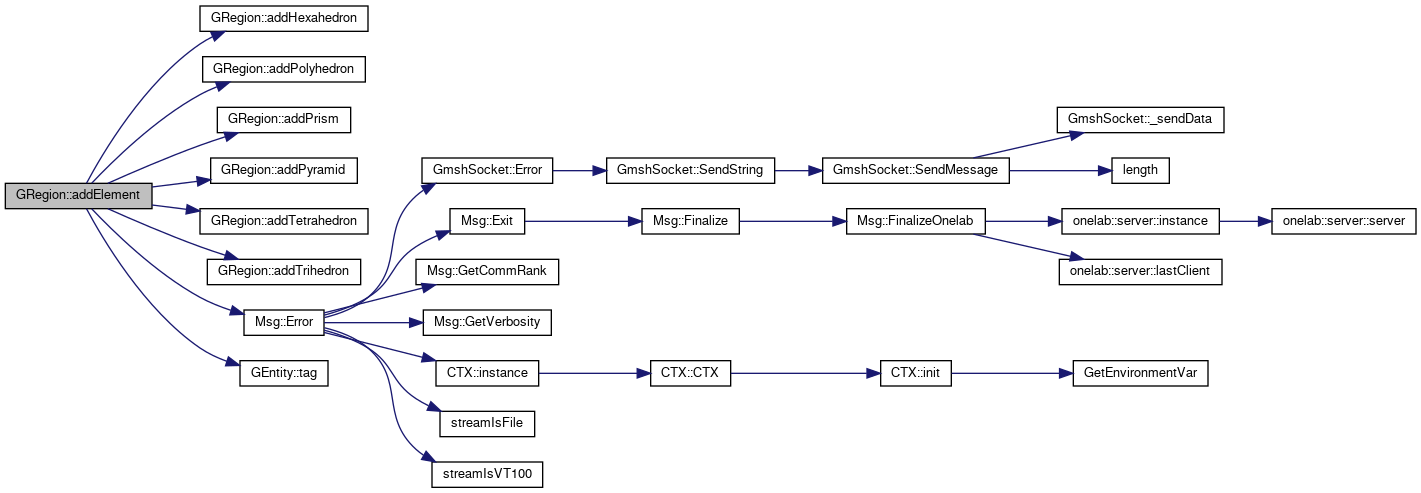 GRegion::addElement
GRegion::addHexahedron
GRegion::addPolyhedron
GRegion::addPrism
GRegion::addPyramid
GRegion::addTetrahedron
GRegion::addTrihedron
Msg::Error
GEntity::tag
GmshSocket::Error
Msg::Exit
Msg::GetCommRank
Msg::GetVerbosity
CTX::instance
streamIsFile
streamIsVT100
GmshSocket::SendString
Msg::Finalize
CTX::CTX
GmshSocket::SendMessage
Msg::FinalizeOnelab
CTX::init
GmshSocket::_sendData
length
onelab::server::instance
onelab::server::lastClient
GetEnvironmentVar
onelab::server::server